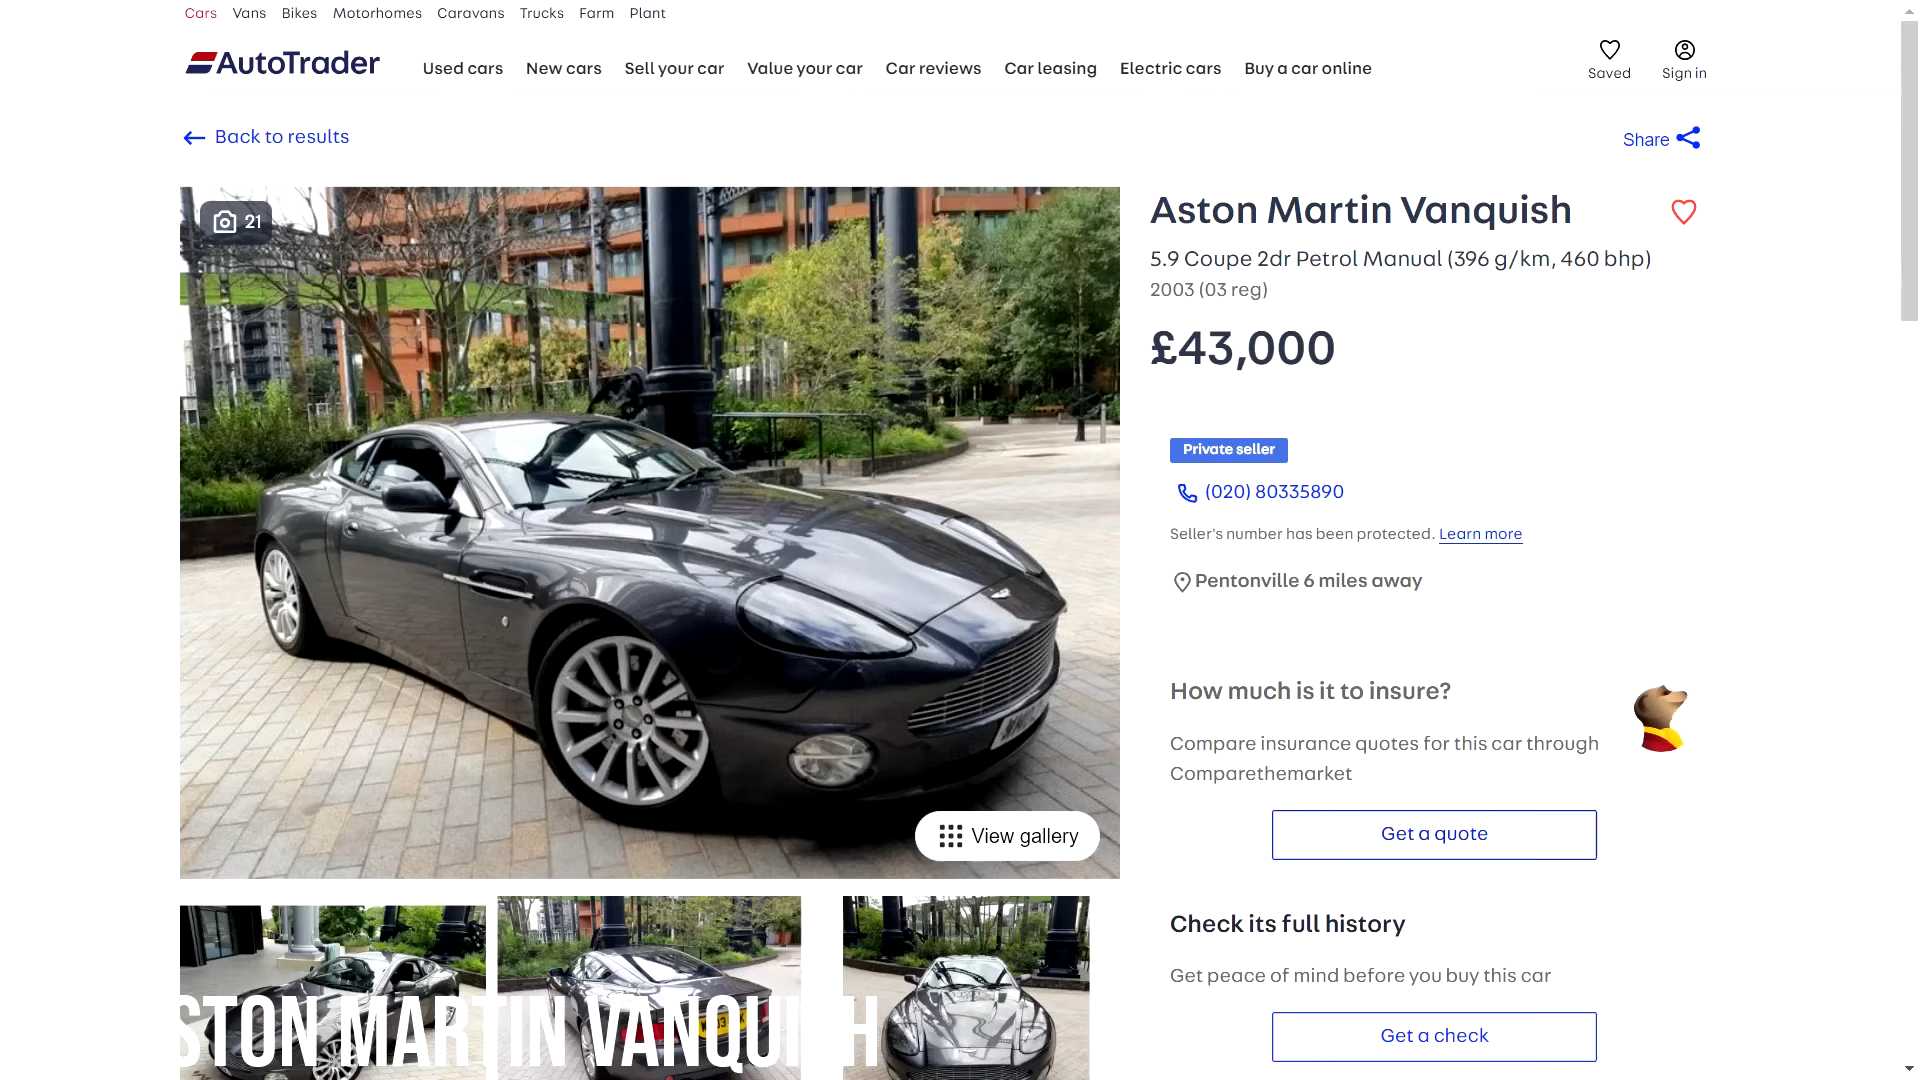 Cars Vans Bikes Motorhomes Caravans Trucks Farm Plant
AutoTrader
Used cars New cars Sell your car Value your car Car reviews Car leasing Electric cars Buy a car online
Saved
Sign in
Back to results
Share
21
View gallery
Aston Martin Vanquish
5.9 Coupe 2dr Petrol Manual (396 g/km, 460 bhp)
2003 (03 reg)
£43,000
Private seller
(020) 80335890
Seller's number has been protected. Learn more
Pentonville 6 miles away
How much is it to insure?
Compare insurance quotes for this car through
Comparethemarket
Get a quote
Check its full history
Get peace of mind before you buy this car
Get a check
ASTON MARTIN VANQUISH